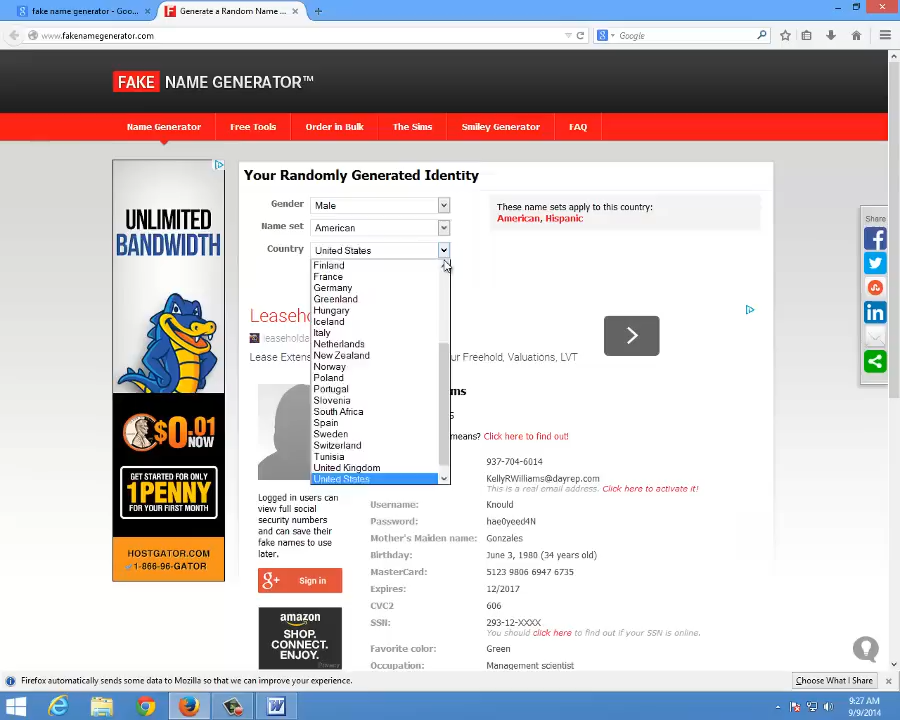 fake name generator - Goo...
Generate a Random Name ...
www.fakenamegenerator.com
Google
FAKE NAME GENERATOR™
Name Generator
Free Tools
Order in Bulk
The Sims
Smiley Generator
FAQ
UNLIMITED
BANDWIDTH
$0.01
NOW
GET STARTED FOR ONLY
1 PENNY
FOR YOUR FIRST MONTH
HOSTGATOR.COM
1-866-96-GATOR
Your Randomly Generated Identity
Gender
Male
Name set
American
Country
United States
These name sets apply to this country:
American, Hispanic
Finland
France
Germany
Greenland
Hungary
Iceland
Italy
Netherlands
New Zealand
Norway
Poland
Portugal
Slovenia
South Africa
Spain
Sweden
Switzerland
Tunisia
United Kingdom
United States
Leaseho
leaseholda
Lease Exten
ur Freehold, Valuations, LVT
ms
means? Click here to find out!
937-704-6014
KellyRWilliams@dayrep.com
This is a real email address. Click here to activate it!
Logged in users can
view full social
security numbers
and can save their
fake names to use
later.
g+ Sign in
amazon
SHOP.
CONNECT.
ENJOY.
Privacy
Username: Knould
Password: hae0yeed4N
Mother's Maiden name: Gonzales
Birthday: June 3, 1980 (34 years old)
MasterCard: 5123 9806 6947 6735
Expires: 12/2017
CVC2 606
SSN: 293-12-XXXX
You should click here to find out if your SSN is online.
Favorite color: Green
Occupation: Management scientist
Share
Firefox automatically sends some data to Mozilla so that we can improve your experience.
Choose What I Share
9:27 AM
9/9/2014